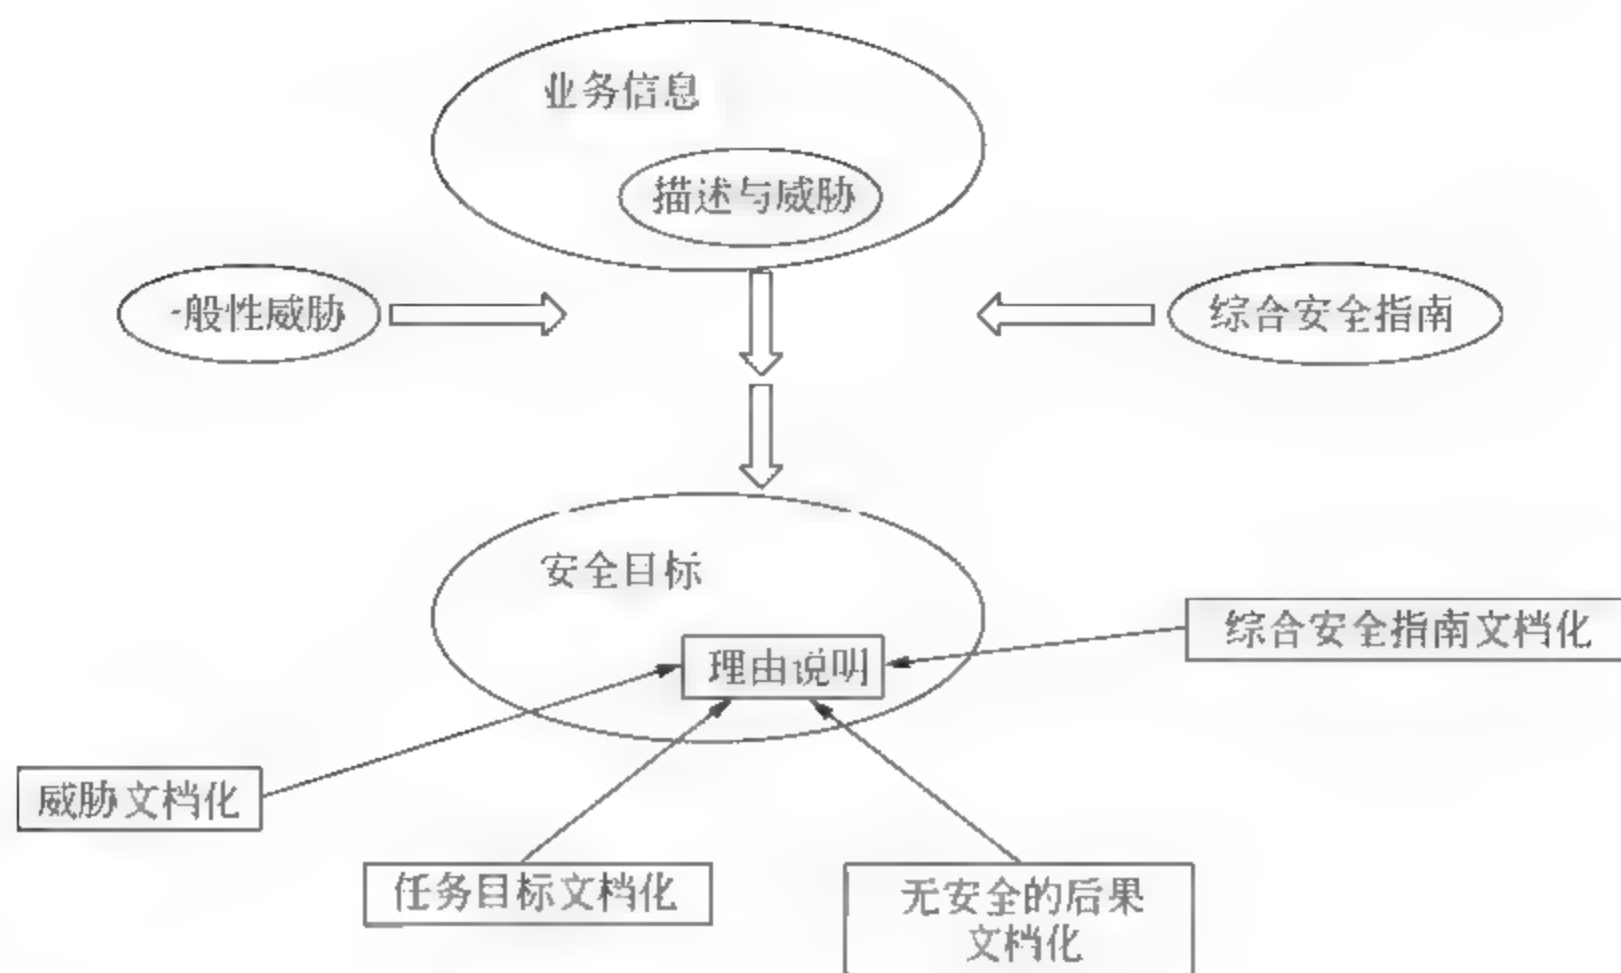 业务信息
描述与威胁
一般性威胁
综合安全指南
安全目标
综合安全指南文档化
理由说明
威胁文档化
任务目标文档化
无安全的后果
文档化